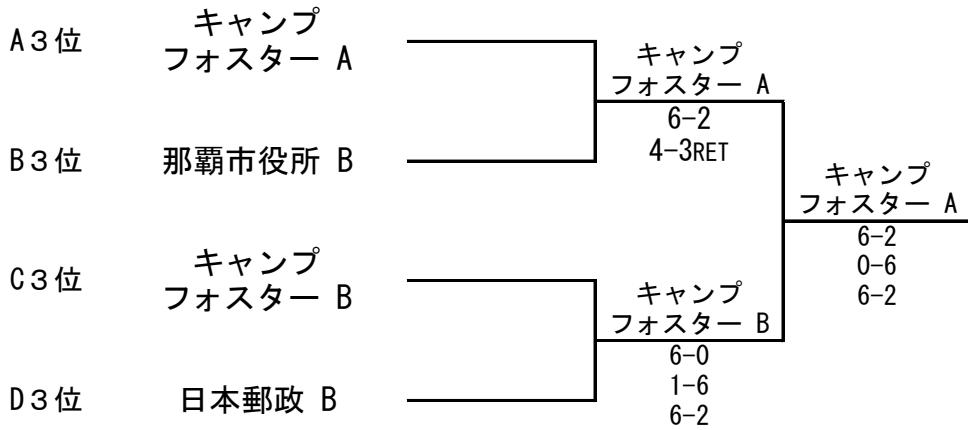 A３位
キャンプ
フォスター A
B３位
那覇市役所 B
C３位
キャンプ
フォスター B
D３位
日本郵政 B
キャンプ
フォスター A
6-2
4-3RET
キャンプ
フォスター B
6-0
1-6
6-2
キャンプ
フォスター A
6-2
0-6
6-2